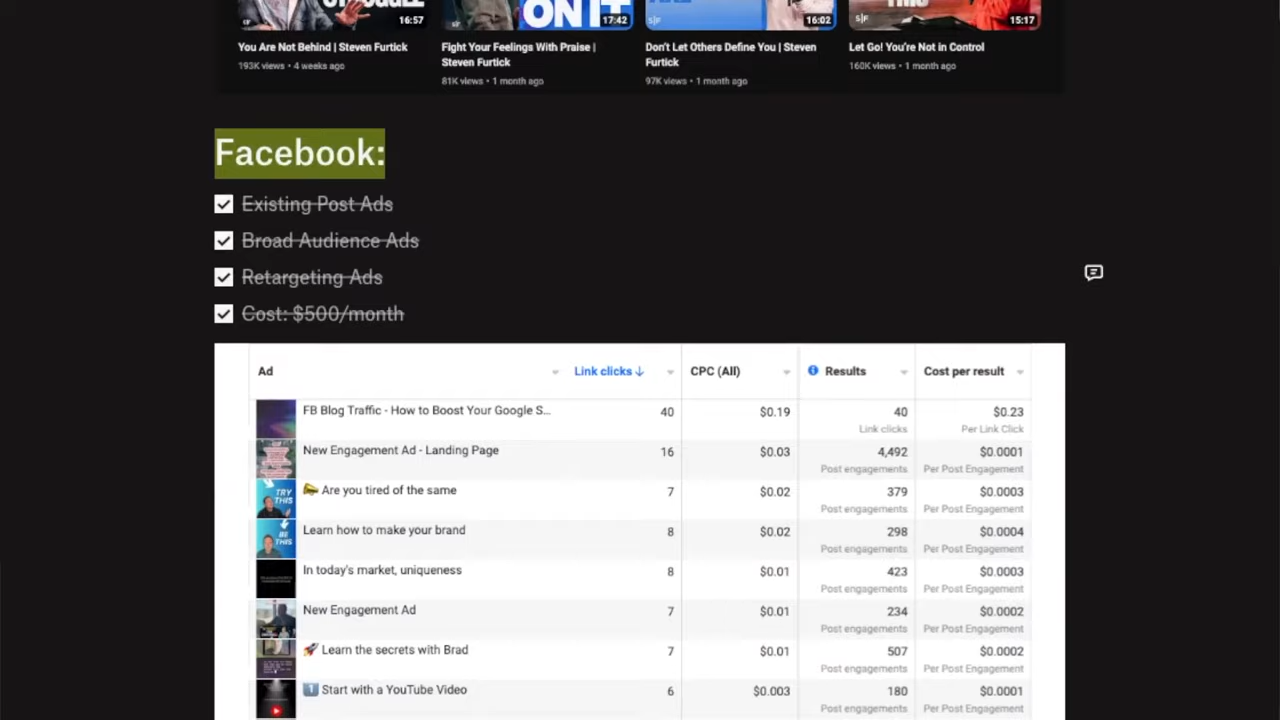 ON IT
16:57
17:42
16:02
15:17
You Are Not Behind | Steven Furtick
193K views • 4 weeks ago
Fight Your Feelings With Praise |
Steven Furtick
81K views • 1 month ago
Don't Let Others Define You | Steven
Furtick
97K views • 1 month ago
Let Go! You're Not in Control
160K views • 1 month ago
Facebook:
Existing Post Ads
Broad Audience Ads
Retargeting Ads
Cost: $500/month
Ad Link clicks ↓ CPC (All) Results Cost per result
FB Blog Traffic - How to Boost Your Google S... 40 $0.19 40 $0.23
Link clicks Per Link Click
New Engagement Ad - Landing Page 16 $0.03 4,492 $0.0001
Post engagements Per Post Engagement
TRY THIS
Are you tired of the same 7 $0.02 379 $0.0003
Post engagements Per Post Engagement
BE THIS
Learn how to make your brand 8 $0.02 298 $0.0004
Post engagements Per Post Engagement
In today's market, uniqueness 8 $0.01 423 $0.0003
Post engagements Per Post Engagement
New Engagement Ad 7 $0.01 234 $0.0002
Post engagements Per Post Engagement
🚀 Learn the secrets with Brad 7 $0.01 507 $0.0002
Post engagements Per Post Engagement
1️⃣ Start with a YouTube Video 6 $0.003 180 $0.0001
Post engagements Per Post Engagement